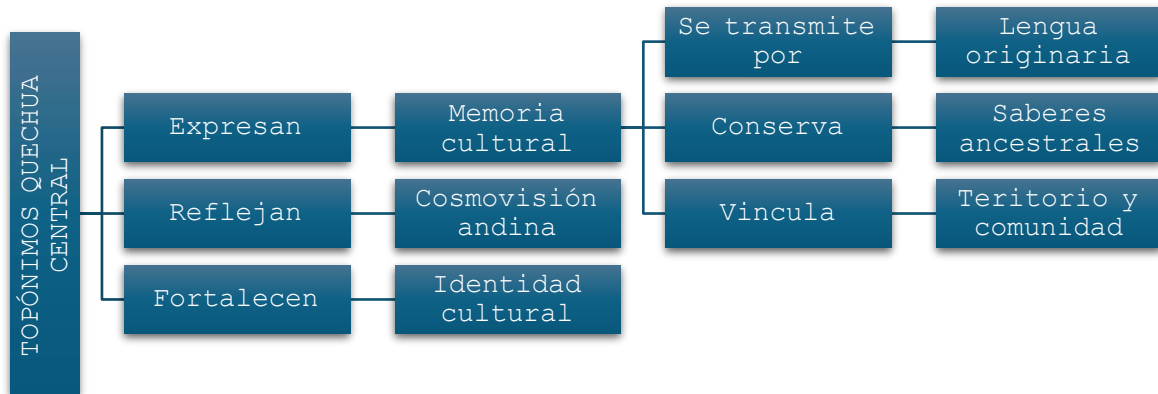 TOPÓNIMOS QUECHUA
CENTRAL
Expresan
Memoria
cultural
Se transmite
por
Lengua
originaria
Conserva
Saberes
ancestrales
Vincula
Teritorio y
comunidad
Reflejan
Cosmovisión
andina
Fortalecen
Identidad
cultural